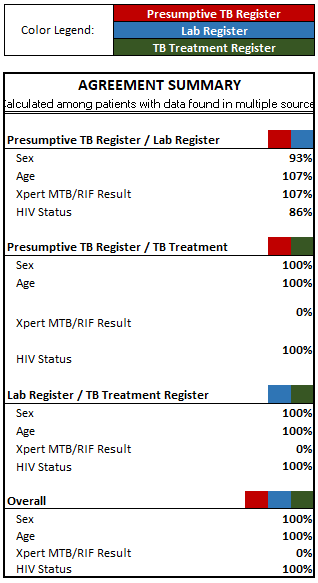 Color Legend:
Presumptive TB Register
Lab Register
TB Treatment Register
AGREEMENT SUMMARY
Calculated among patients with data found in multiple source
Presumptive TB Register / Lab Register
Sex 93%
Age 107%
Xpert MTB/RIF Result 107%
HIV Status 86%
Presumptive TB Register / TB Treatment
Sex 100%
Age 100%
0%
Xpert MTB/RIF Result
100%
HIV Status
Lab Register / TB Treatment Register
Sex 100%
Age 100%
Xpert MTB/RIF Result 0%
HIV Status 100%
Overall
Sex 100%
Age 100%
Xpert MTB/RIF Result 0%
HIV Status 100%